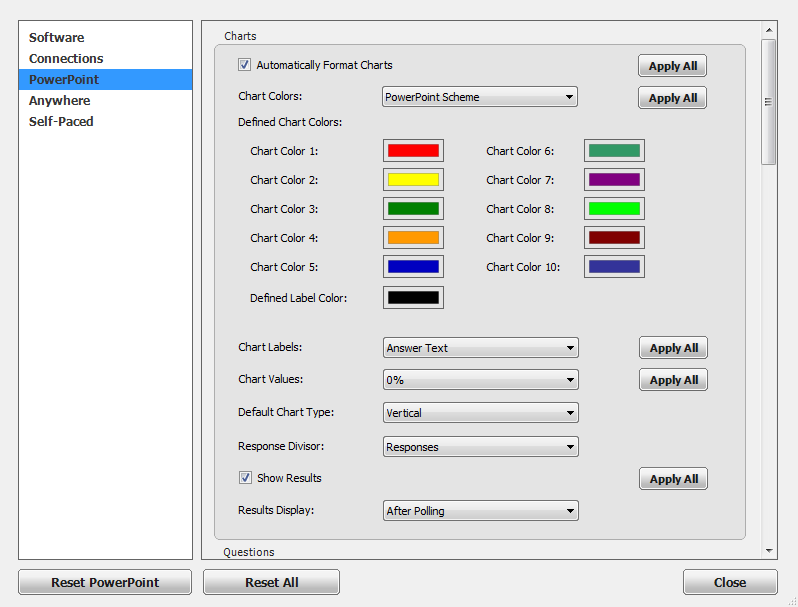 Software
Connections
PowerPoint
Anywhere
Self-Paced
Charts
Automatically Format Charts Apply All
Chart Colors: PowerPoint Scheme Apply All
Defined Chart Colors:
Chart Color 1: Chart Color 6:
Chart Color 2: Chart Color 7:
Chart Color 3: Chart Color 8:
Chart Color 4: Chart Color 9:
Chart Color 5: Chart Color 10:
Defined Label Color:
Chart Labels: Answer Text Apply All
Chart Values: 0% Apply All
Default Chart Type: Vertical
Response Divisor: Responses
Show Results Apply All
Results Display: After Polling
Questions
Reset PowerPoint Reset All Close